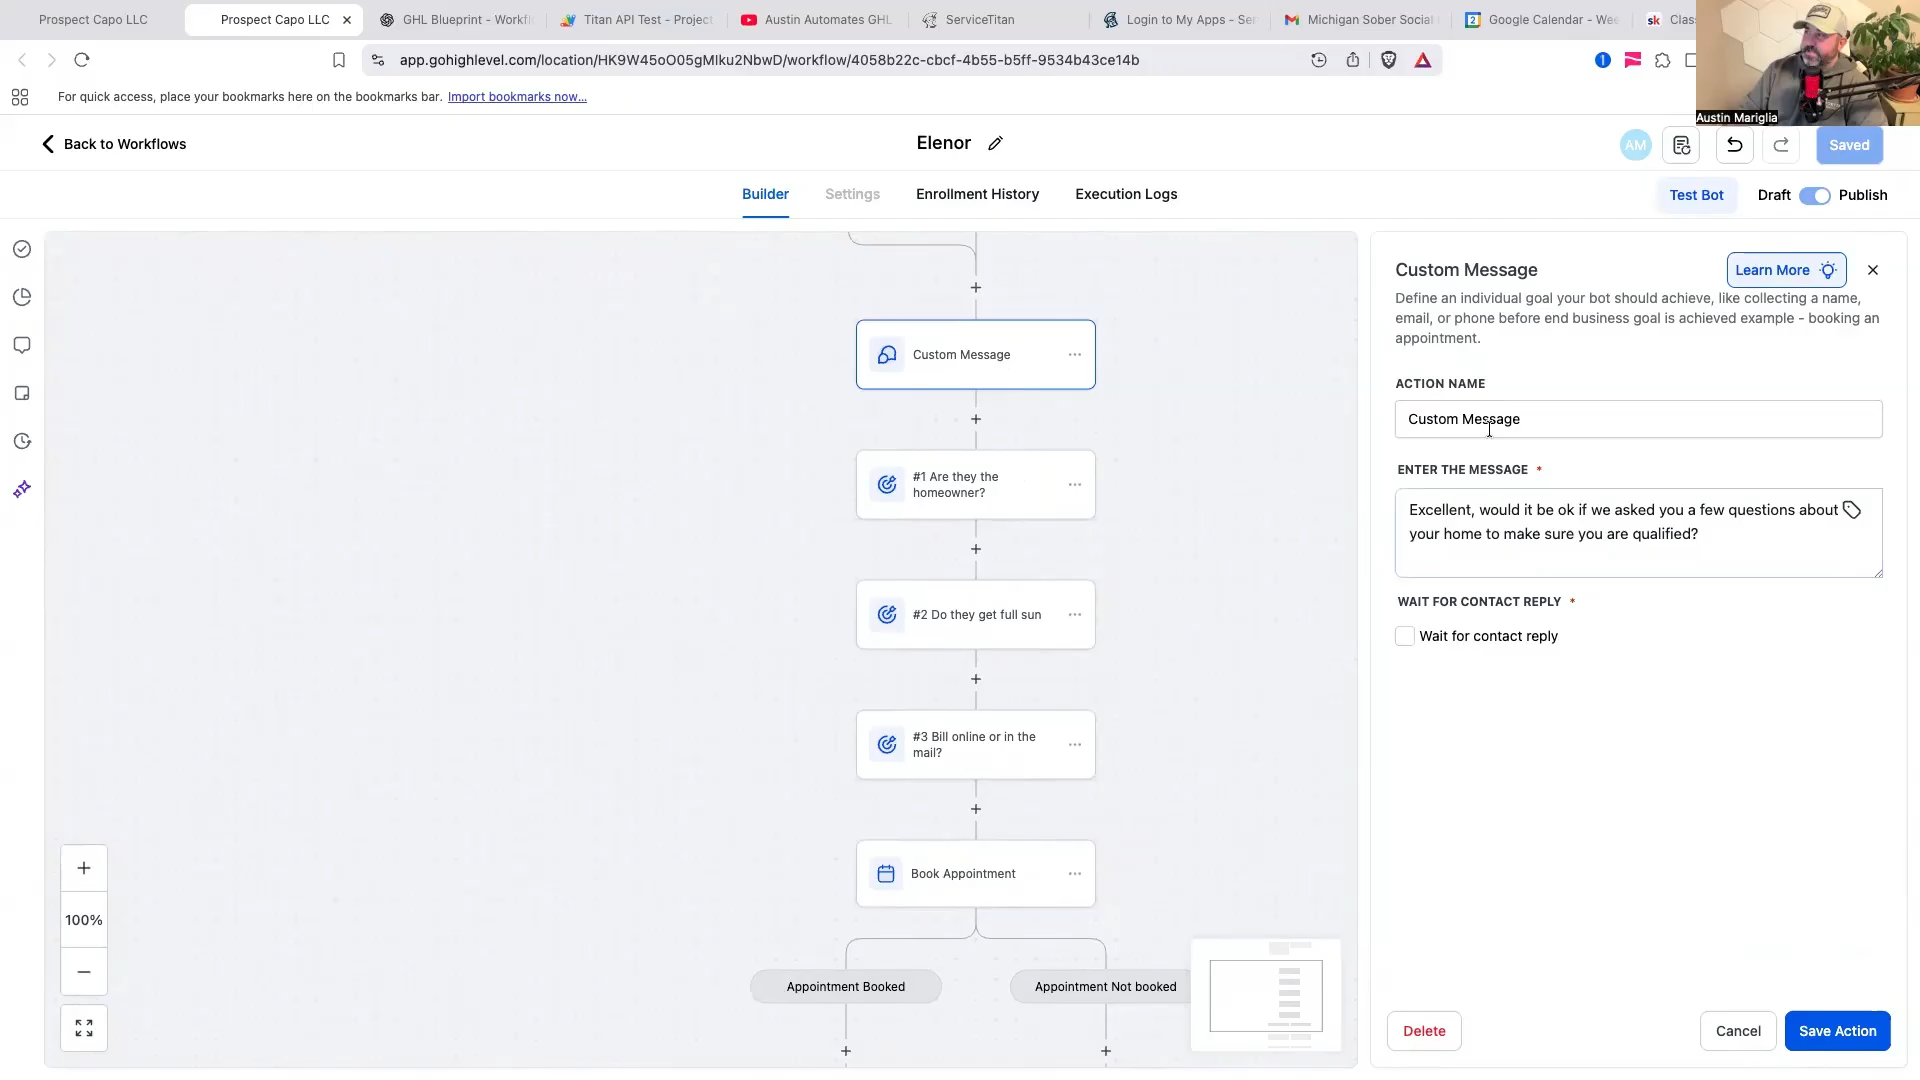 Prospect Capo LLC
Prospect Capo LLC
GHL Blueprint - Workfl
Titan API Test - Project
Austin Automates GHL
ServiceTitan
Login to My Apps - Ser
Michigan Sober Social
2
Google Calendar - Wee
sk
Clas
app.gohighlevel.com/location/HK9W45oO05gMIku2NbwD/workflow/4058b22c-cbcf-4b55-b5ff-9534b43ce14b
1
For quick access, place your bookmarks here on the bookmarks bar. Import bookmarks now...
Austin Mariglia
Back to Workflows
Elenor
AM
Saved
Builder
Settings
Enrollment History
Execution Logs
Test Bot
Draft
Publish
Custom Message
#1 Are they the
homeowner?
#2 Do they get full sun
#3 Bill online or in the
mail?
Book Appointment
Appointment Booked
Appointment Not booked
100%
Custom Message
Learn More
Define an individual goal your bot should achieve, like collecting a name,
email, or phone before end business goal is achieved example - booking an
appointment.
ACTION NAME
Custom Message
ENTER THE MESSAGE *
Excellent, would it be ok if we asked you a few questions about
your home to make sure you are qualified?
WAIT FOR CONTACT REPLY *
Wait for contact reply
Delete
Cancel
Save Action